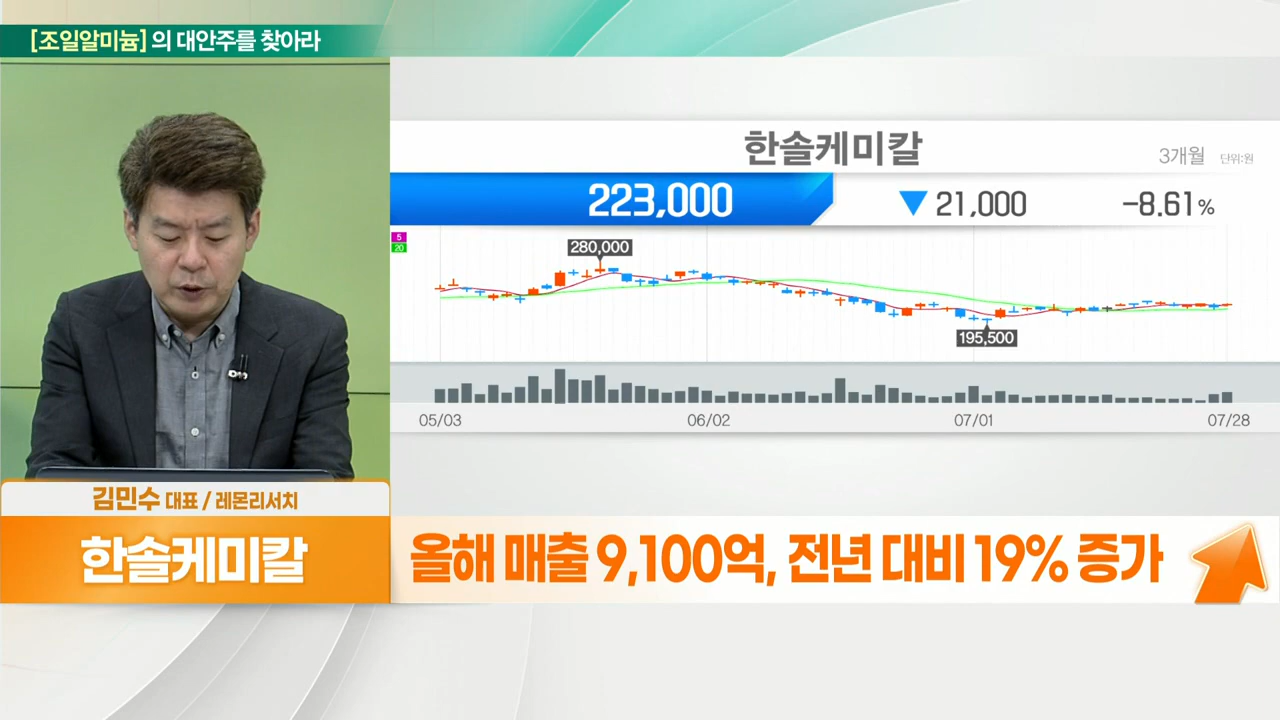 [조일알미늄]의 대안주를 찾아라
한솔케미칼
3개월 단위:원
223,000 ▼ 21,000 -8.61%
5
20
280,000
195,500
05/03 06/02 07/01 07/28
김민수 대표 / 레몬리서치
한솔케미칼
올해 매출 9,100억, 전년 대비 19% 증가